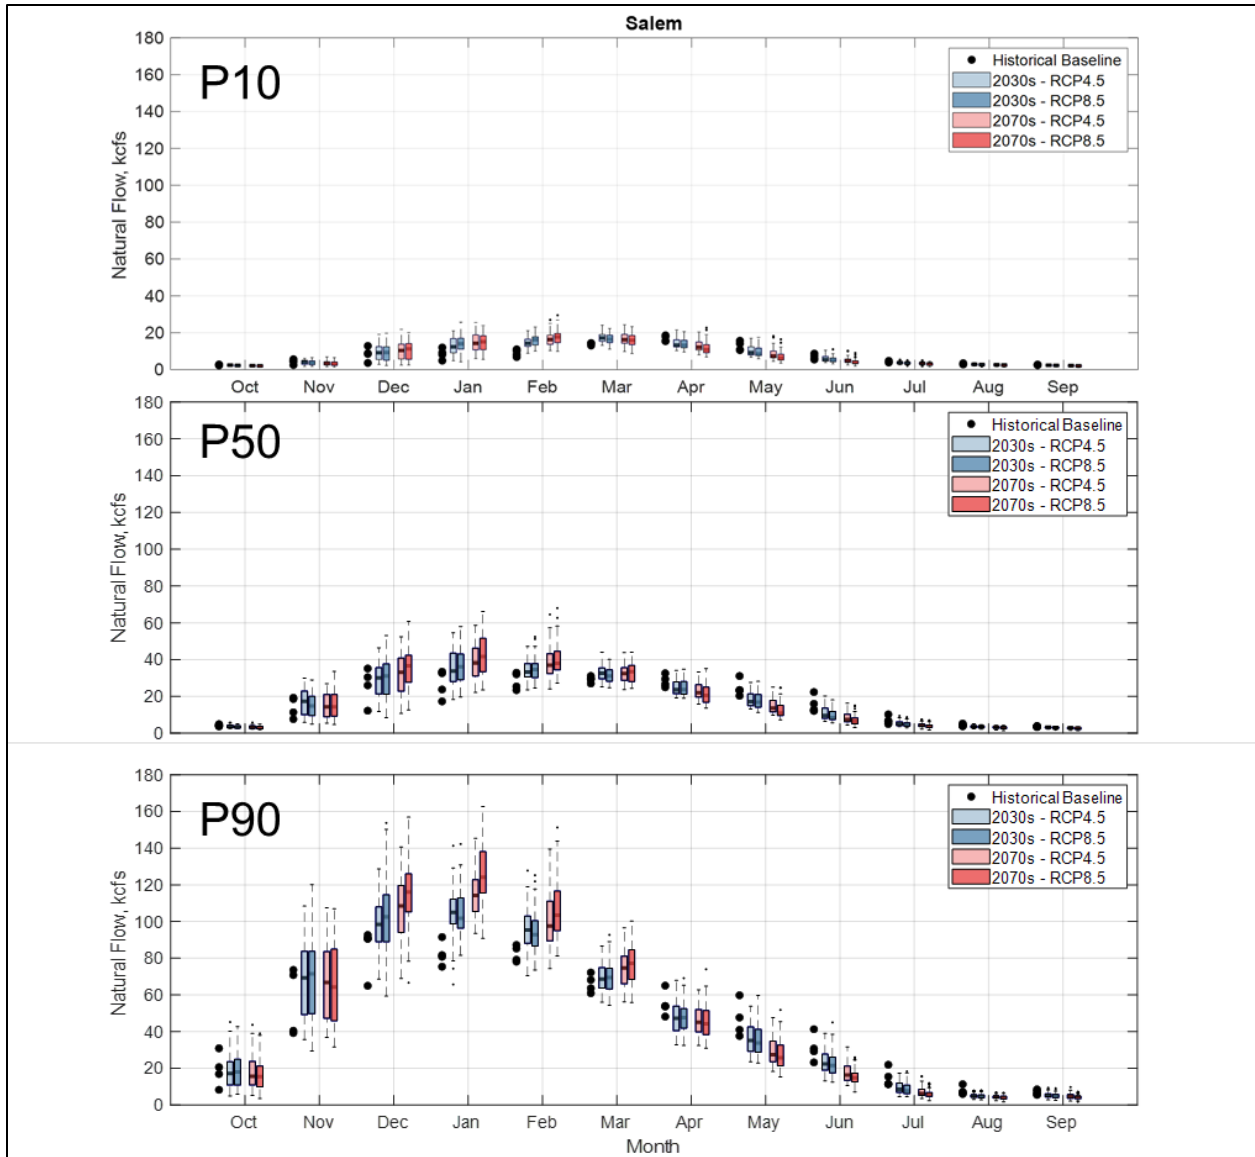 Salem
180
160
140
120
100
80
60
40
20
0
Natural Flow, kcfs
P10
Historical Baseline
2030s - RCP4.5
2030s - RCP8.5
2070s - RCP4.5
2070s - RCP8.5
Oct Nov Dec Jan Feb Mar Apr May Jun Jul Aug Sep
180
160
140
120
100
80
60
40
20
0
Natural Flow, kcfs
P50
Historical Baseline
2030s - RCP4.5
2030s - RCP8.5
2070s - RCP4.5
2070s - RCP8.5
180
160
140
120
100
80
60
40
20
0
Natural Flow, kcfs
P90
Historical Baseline
2030s - RCP4.5
2030s - RCP8.5
2070s - RCP4.5
2070s - RCP8.5
Oct Nov Dec Jan Feb Mar Apr May Jun Jul Aug Sep
Month